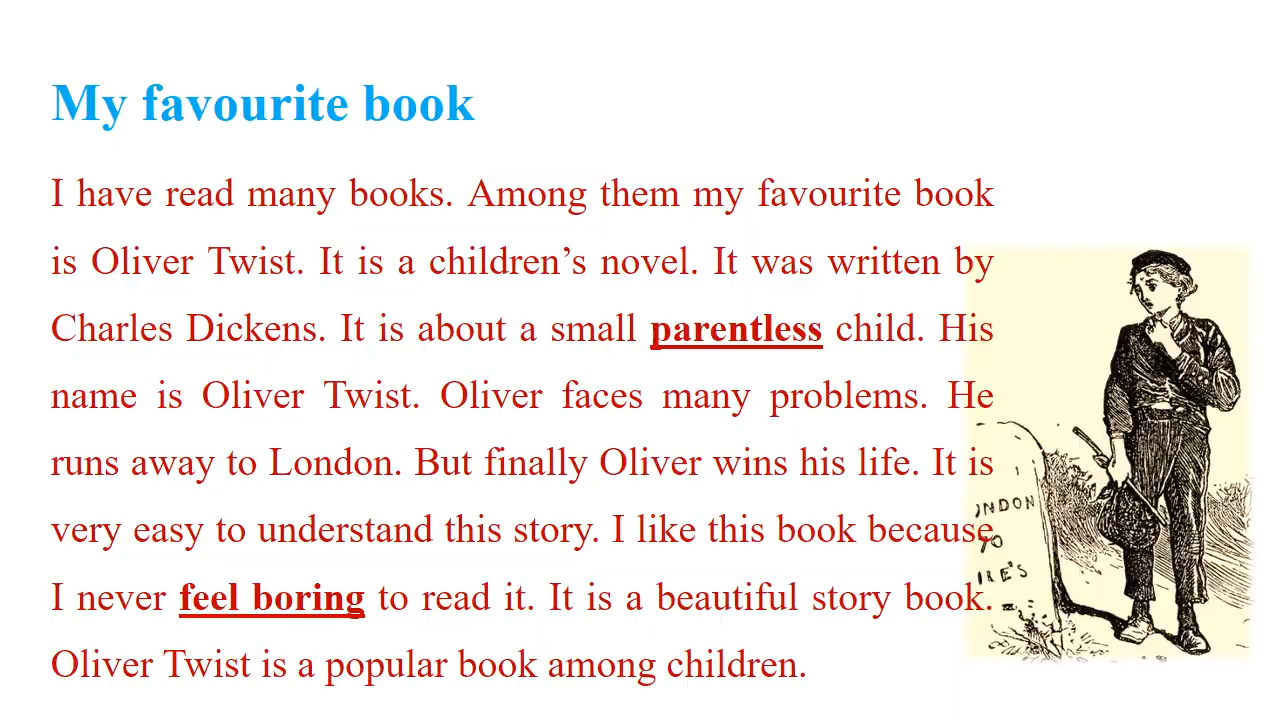 My favourite book
I have read many books. Among them my favourite book
is Oliver Twist. It is a children’s novel. It was written by
Charles Dickens. It is about a small parentless child. His
name is Oliver Twist. Oliver faces many problems. He
runs away to London. But finally Oliver wins his life. It is
very easy to understand this story. I like this book because
I never feel boring to read it. It is a beautiful story book.
Oliver Twist is a popular book among children.
NDON
TO